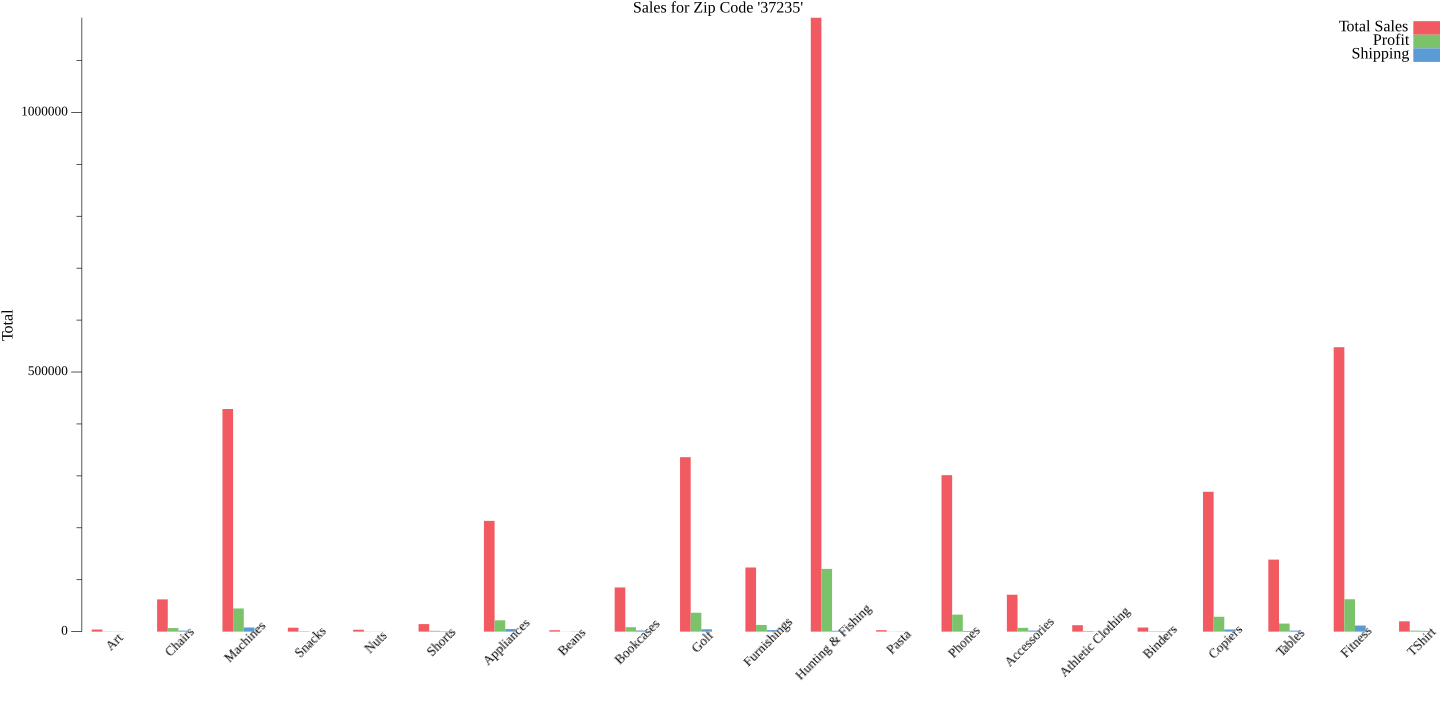 Sales for Zip Code '37235'
Total Sales
Profit
Shipping
1000000
500000
0
Total
Art
Chairs
Machines
Snacks
Nuts
Shorts
Appliances
Beans
Bookcases
Golf
Furnishings
Hunting & Fishing
Pasta
Phones
Accessories
Athletic Clothing
Binders
Copiers
Tables
Fitness
TShirt